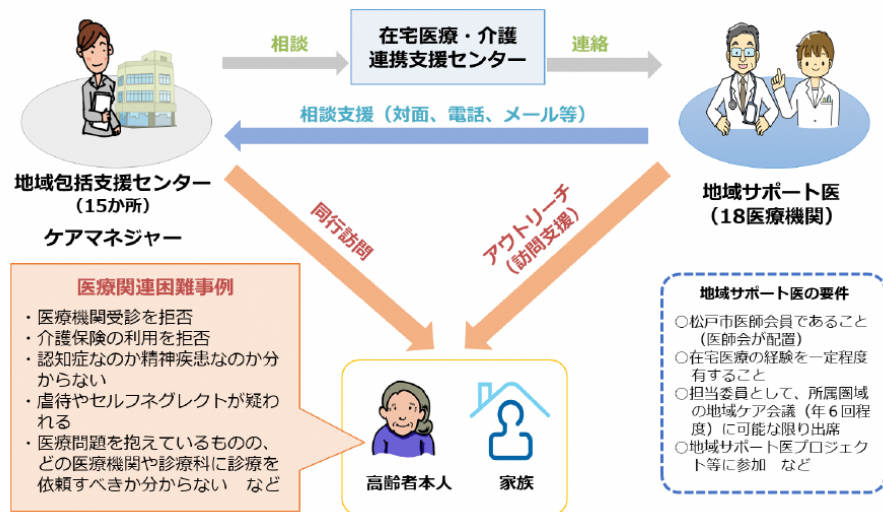 相談
在宅医療・介護
連携支援センター
連絡
相談支援（対面、電話、メール等）
地域包括支援センター
（15か所）
ケアマネジャー
地域サポート医
（18医療機関）
同行訪問
アウトリーチ
（訪問支援）
医療関連困難事例
・医療機関受診を拒否
・介護保険の利用を拒否
・認知症なのか精神疾患なのか分
からない
・虐待やセルフネグレクトが疑わ
れる
・医療問題を抱えているものの、
どの医療機関や診療科に診療を
依頼すべきか分からない　など
高齢者本人
家族
地域サポート医の要件
○松戸市医師会員であること
（医師会が配置）
○在宅医療の経験を一定程度
有すること
○担当委員として、所属圏域
の地域ケア会議（年６回程
度）に可能な限り出席
○地域サポート医プロジェク
ト等に参加　など